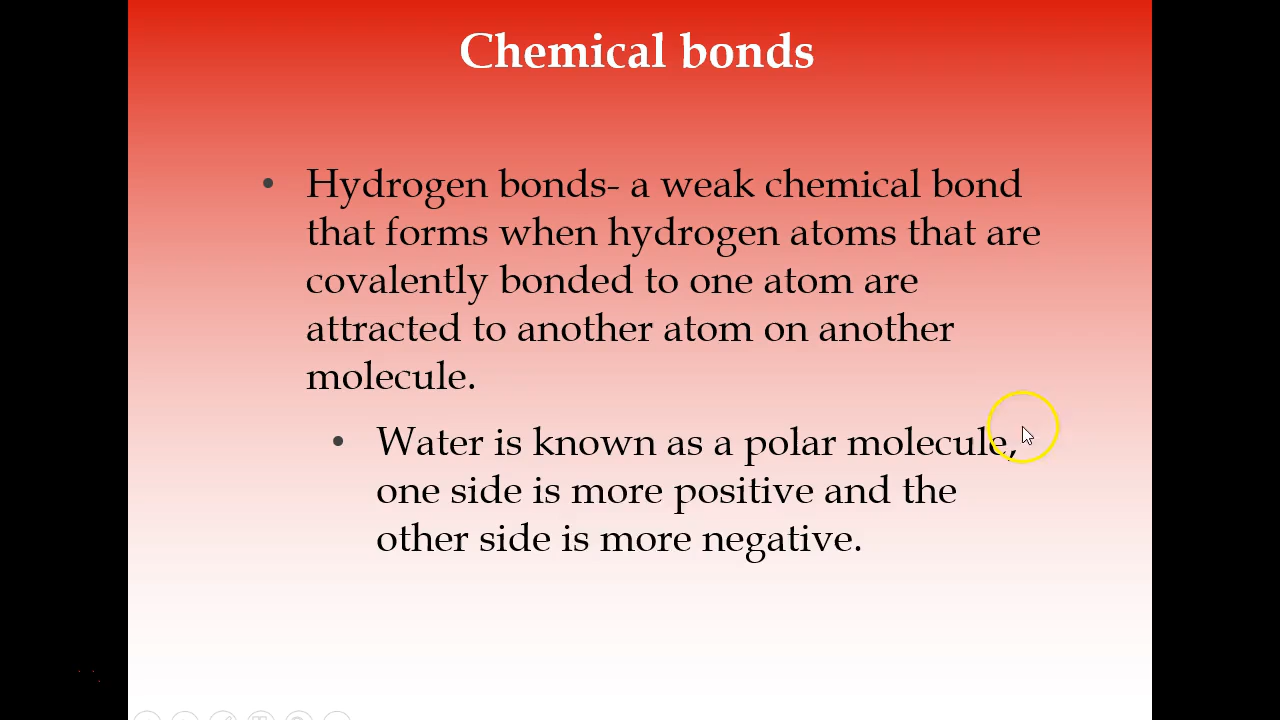 Chemical bonds
• Hydrogen bonds- a weak chemical bond
that forms when hydrogen atoms that are
covalently bonded to one atom are
attracted to another atom on another
molecule.
• Water is known as a polar molecule,
one side is more positive and the
other side is more negative.